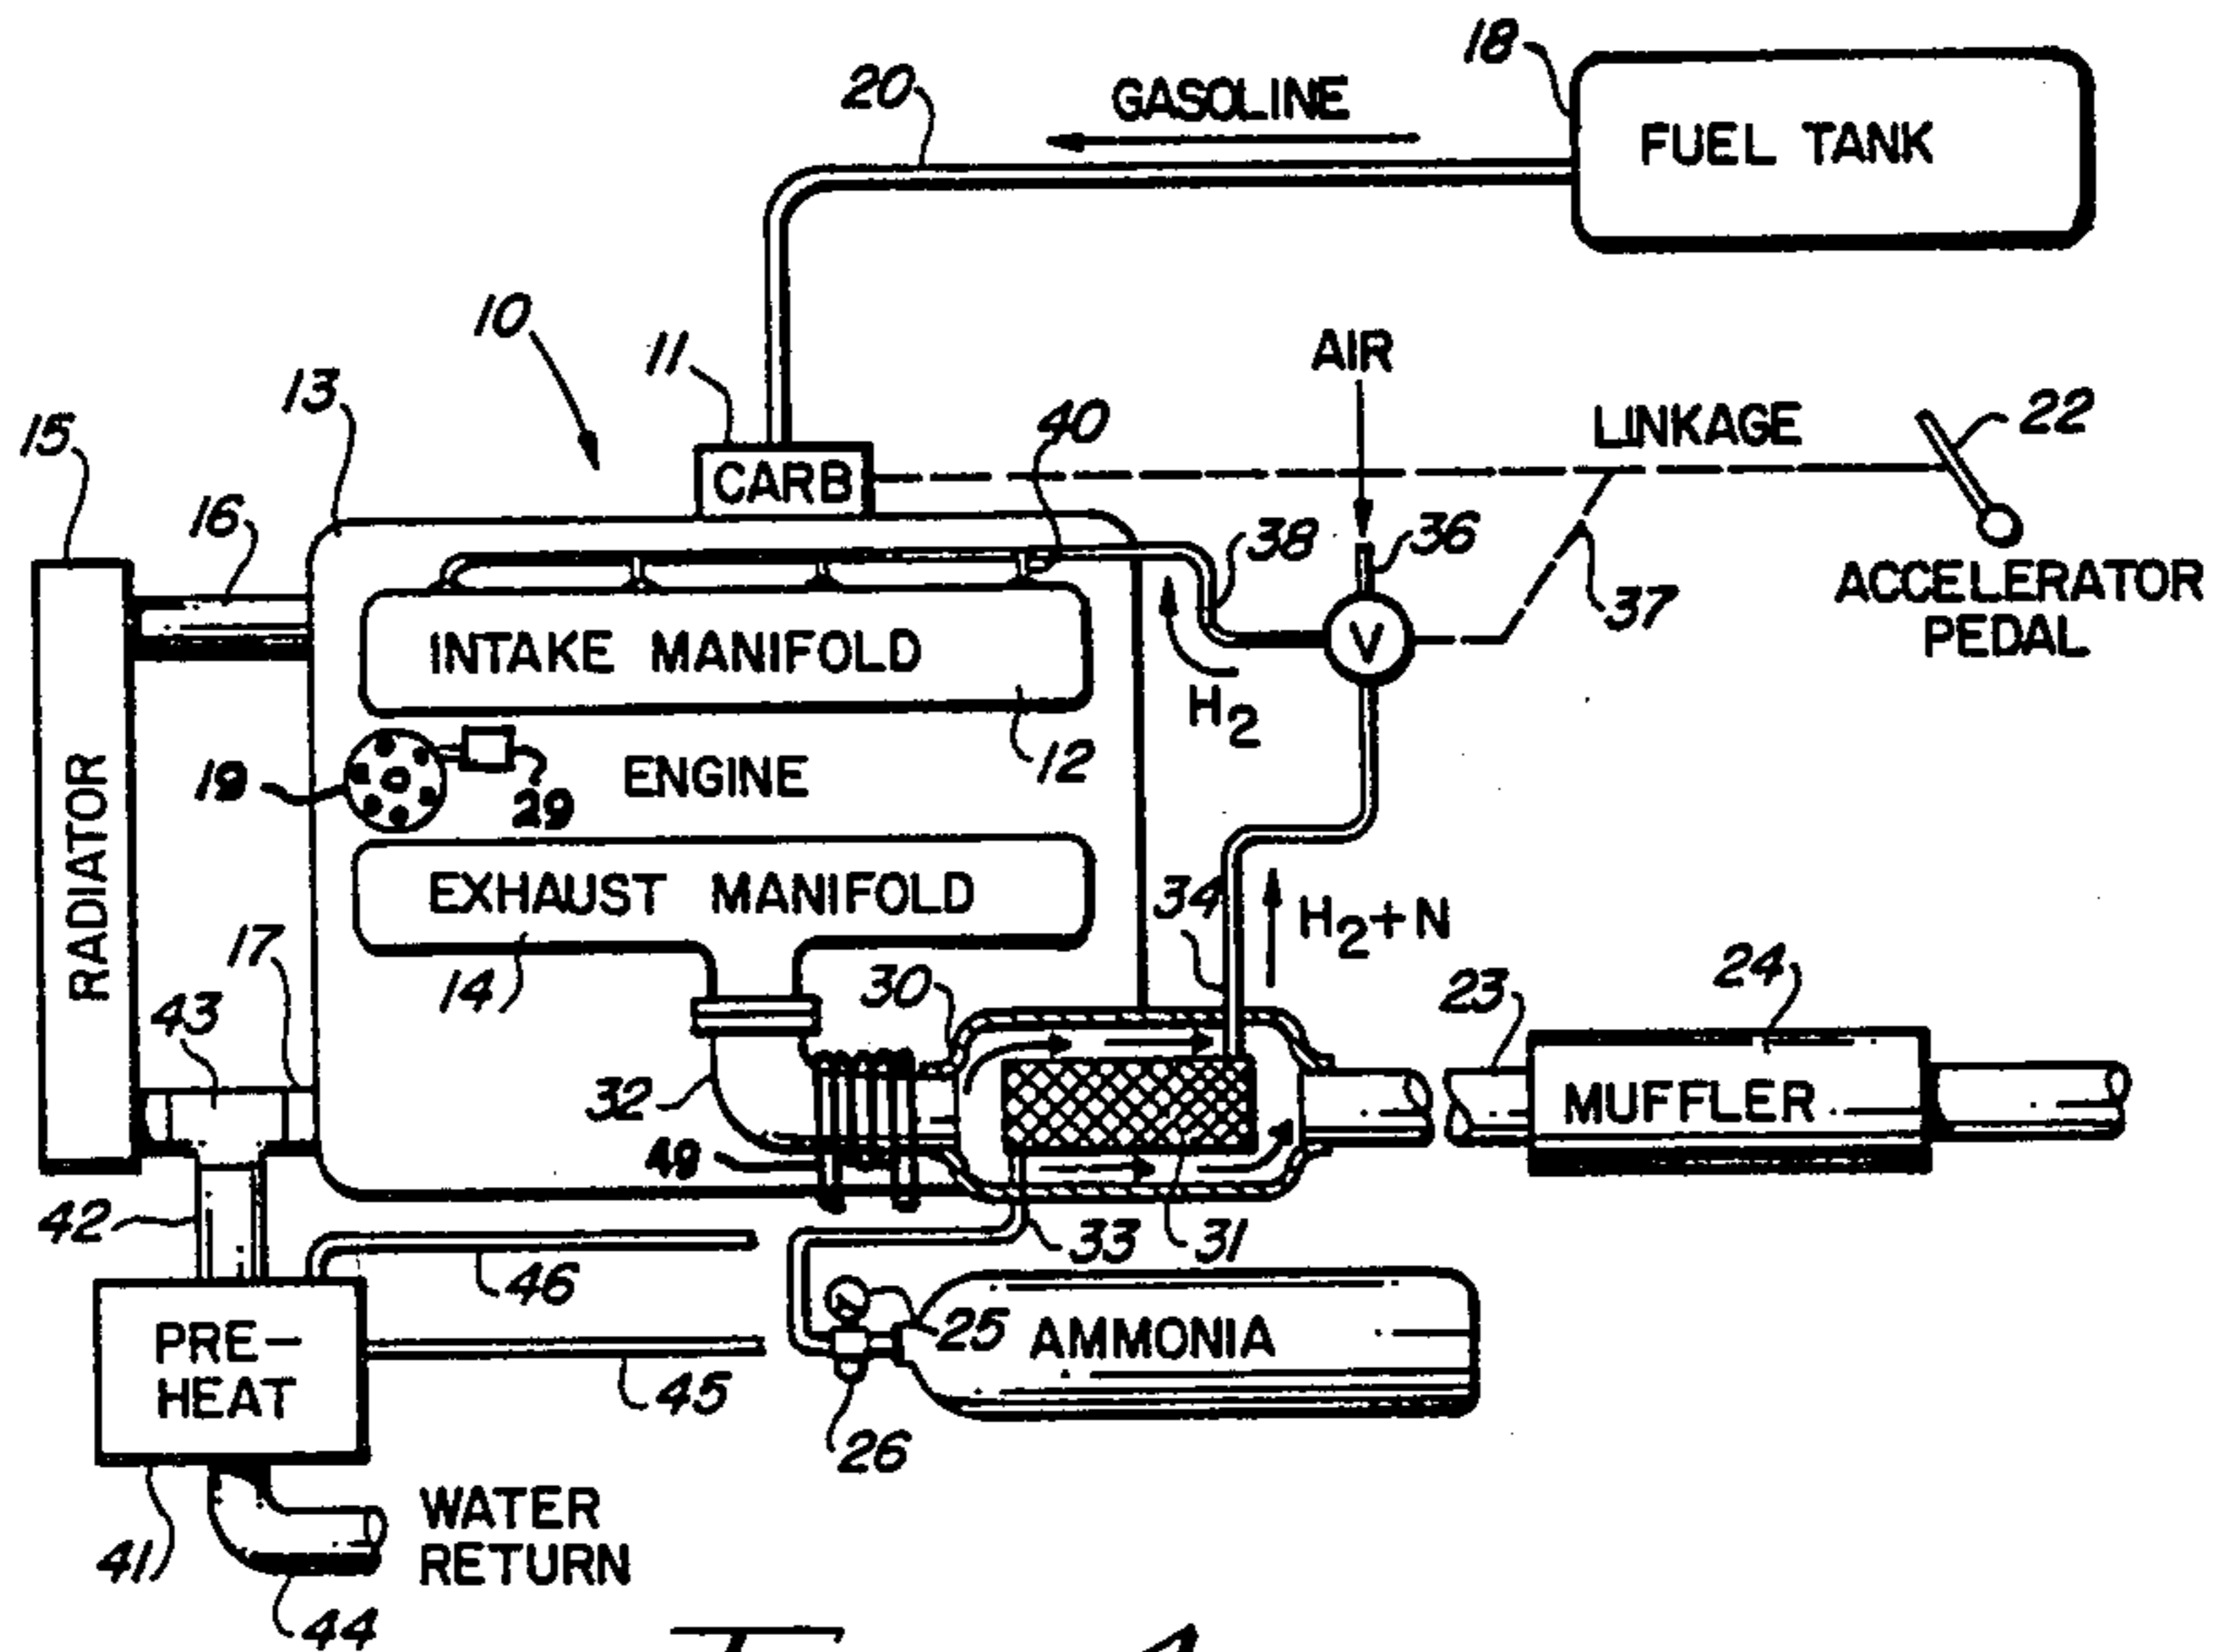 18
FUEL TANK
20
GASOLINE
10
11
CARB
AIR
13
40
LINKAGE
22
15
16
38
36
37
ACCELERATOR
PEDAL
INTAKE MANIFOLD
V
H2
12
19
29
ENGINE
RADIATOR
EXHAUST MANIFOLD
34
H2+N
17
14
30
23
24
43
32
MUFFLER
49
42
33
31
46
PRE-
HEAT
25
AMMONIA
45
26
WATER
RETURN
41
44